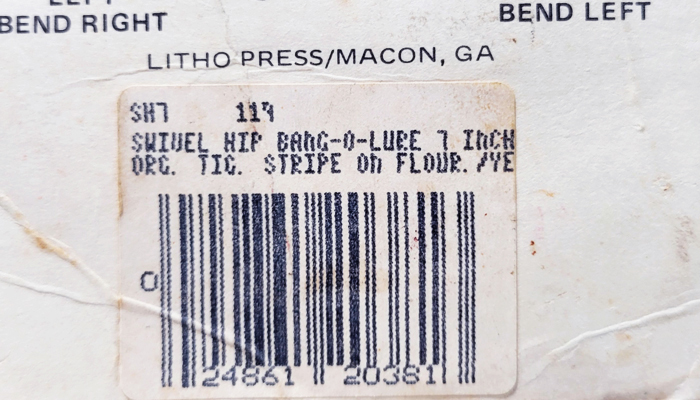 BEND RIGHT
BEND LEFT
LITHO PRESS/MACON, GA
SH7 119
SWIVEL HIP BANG-O-LURE 7 INCH
ORG. TIG. STRIPE ON FLOUR. /YE
0 24861 20381